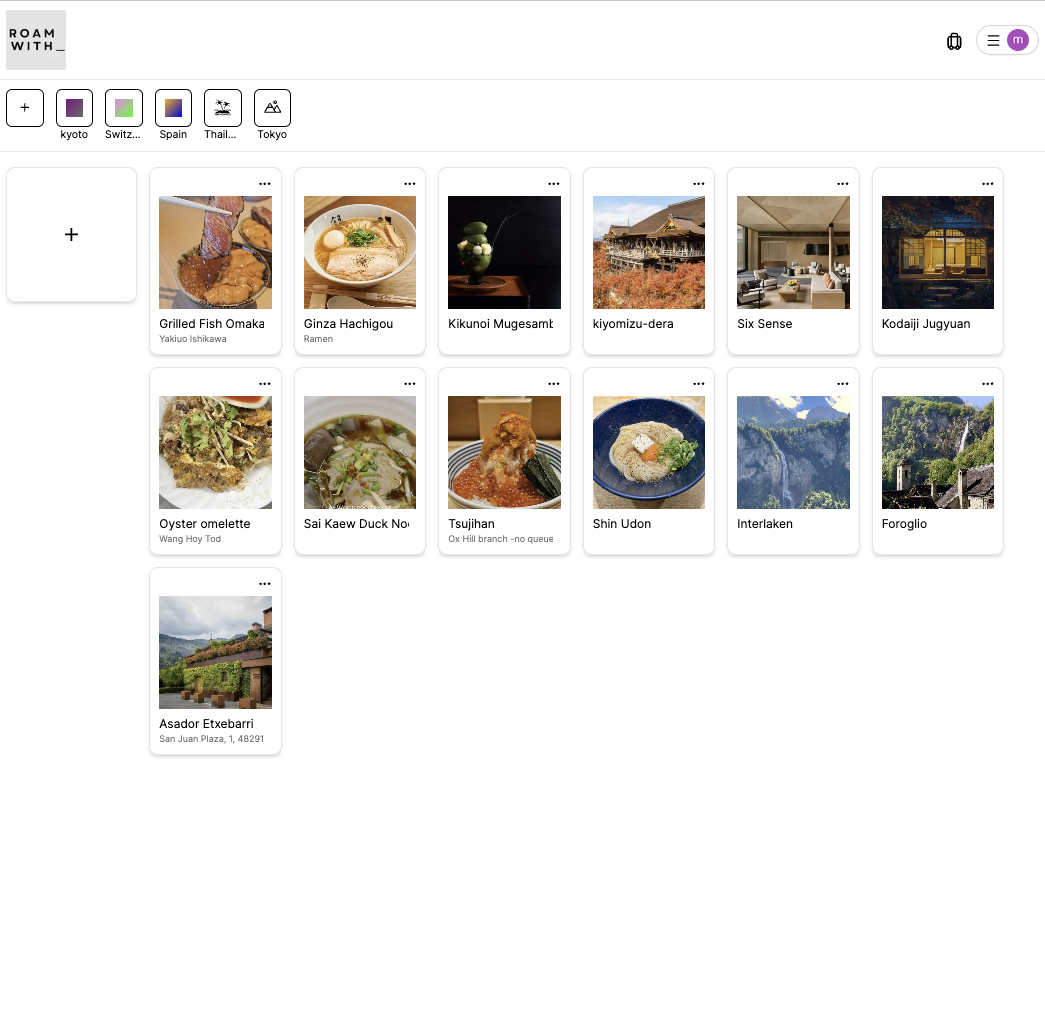 ROAM
WITH_
m
kyoto
Switz...
Spain
Thail...
Tokyo
Grilled Fish Omaka
Yakiuo Ishikawa
Ginza Hachigou
Ramen
Kikunoi Mugesamb
kiyomizu-dera
Six Sense
Kodaiji Jugyuan
Oyster omelette
Wang Hoy Tod
Sai Kaew Duck Noo
Tsujihan
Ox Hill branch -no queue
Shin Udon
Interlaken
Foroglio
Asador Etxebarri
San Juan Plaza, 1, 48291